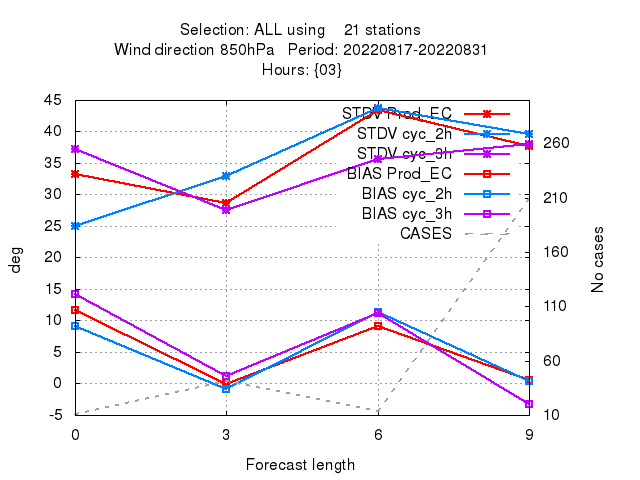 Selection: ALL using 21 stations
Wind direction 850hPa Period: 20220817-20220831
Hours: {03}
STDV Prod_EC
STDV cyc_2h
STDV cyc_3h
BIAS Prod_EC
BIAS cyc_2h
BIAS cyc_3h
CASES
deg
45
40
35
30
25
20
15
10
5
0
-5
0
3
6
9
Forecast length
260
210
160
110
60
10
No cases